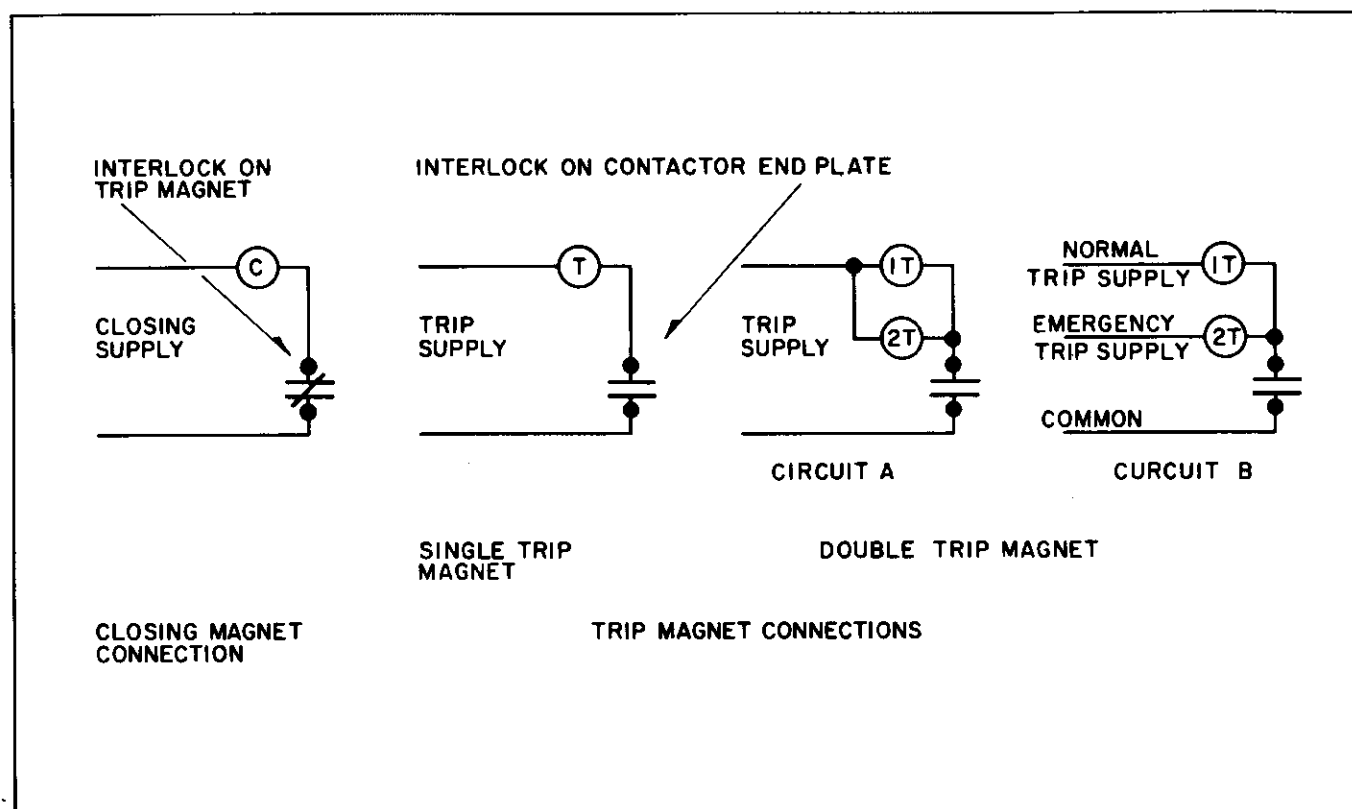 INTERLOCK ON
TRIP MAGNET
INTERLOCK ON CONTACTOR END PLATE
C
T
1T
NORMAL
1T
TRIP SUPPLY
CLOSING
SUPPLY
TRIP
SUPPLY
TRIP
SUPPLY
2T
EMERGENCY
2T
TRIP SUPPLY
COMMON
CIRCUIT A
CURCUIT B
SINGLE TRIP
MAGNET
DOUBLE TRIP MAGNET
CLOSING MAGNET
CONNECTION
TRIP MAGNET CONNECTIONS